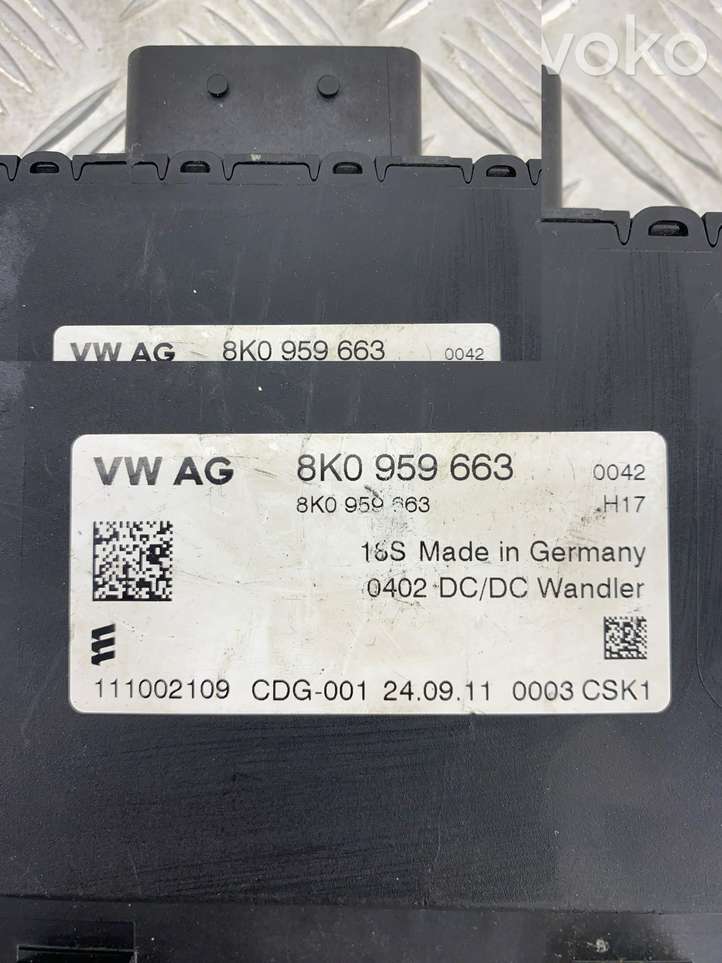 voko
VW AG 8K0 959 663 0042
VW AG 8K0 959 663 0042
8K0 959 663 H17
Made in Germany
0402 DC/DC Wandler
111002109 CDG-001 24.09.11 0003 CSK1